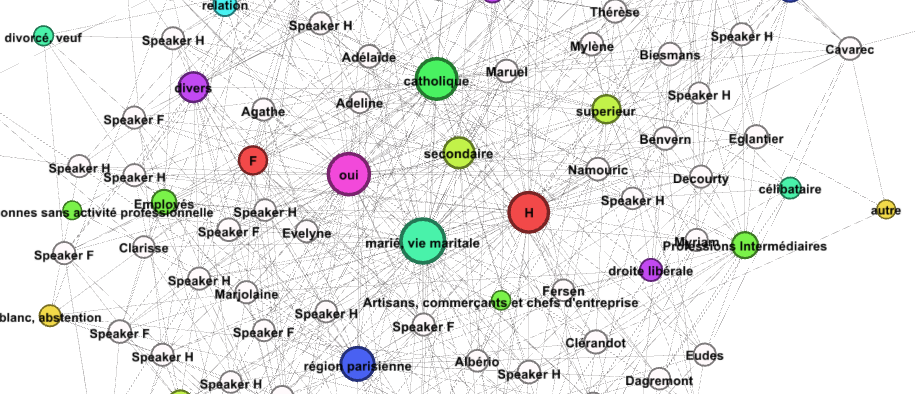 relation
Speaker H
Thérèse
divorcé, veuf
Speaker H
Speaker H
Mylène
Cavarec
Adélaïde
Biesmans
Maruel
catholique
divers
Speaker H
Adeline
Agathe
superieur
Speaker F
Benvern
Eglantier
secondaire
F
Speaker H
Namouric
oui
Speaker H
Decourty
célibataire
Speaker H
Employés
autre
onnes sans activité professionnelle
Speaker H
H
Speaker F
Evelyne
marié, vie maritale
Myriam
Professions Intermédiaires
Clarisse
Speaker F
droite libérale
Speaker H
Fersen
Marjolaine
Artisans, commerçants et chefs d'entreprise
Speaker H
blanc, abstention
Speaker F
Speaker F
Speaker F
Clérandot
Speaker H
Eudes
Albério
région parisienne
Speaker H
Dagremont
Speaker H